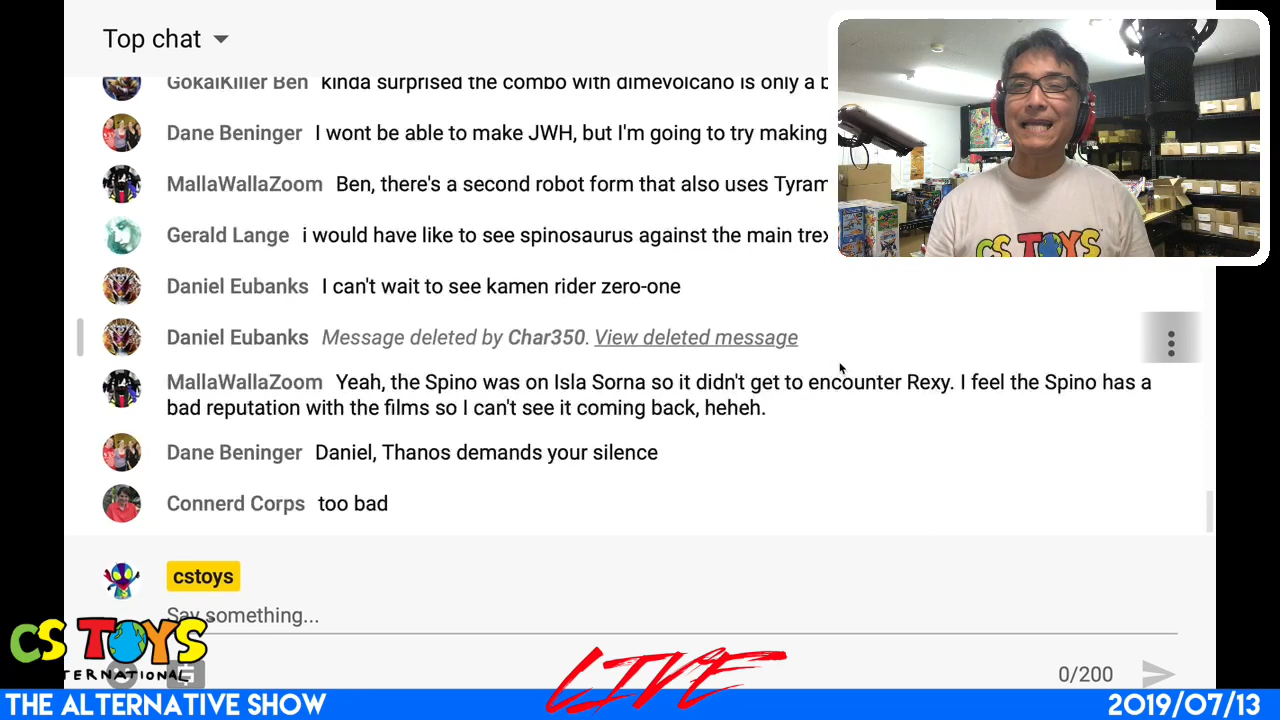 Top chat
GokaiKiller Ben kinda surprised the combo with dimevolcano is only a b
Dane Beninger I wont be able to make JWH, but I'm going to try making
MallaWallaZoom Ben, there's a second robot form that also uses Tyram
Gerald Lange i would have like to see spinosaurus against the main trex
Daniel Eubanks I can't wait to see kamen rider zero-one
Daniel Eubanks Message deleted by Char350. View deleted message
MallaWallaZoom Yeah, the Spino was on Isla Sorna so it didn't get to encounter Rexy. I feel the Spino has a
bad reputation with the films so I can't see it coming back, heheh.
Dane Beninger Daniel, Thanos demands your silence
Connerd Corps too bad
cstoys
Say something...
0/200
CS TOYS
CS TOYS
TERNATIONAL
LIVE
THE ALTERNATIVE SHOW
2019/07/13